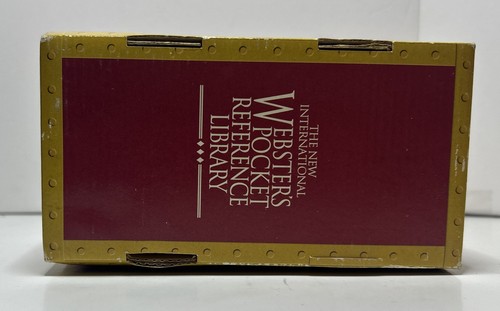 THE NEW
INTERNATIONAL
WEBSTER'S
POCKET
REFERENCE
LIBRARY